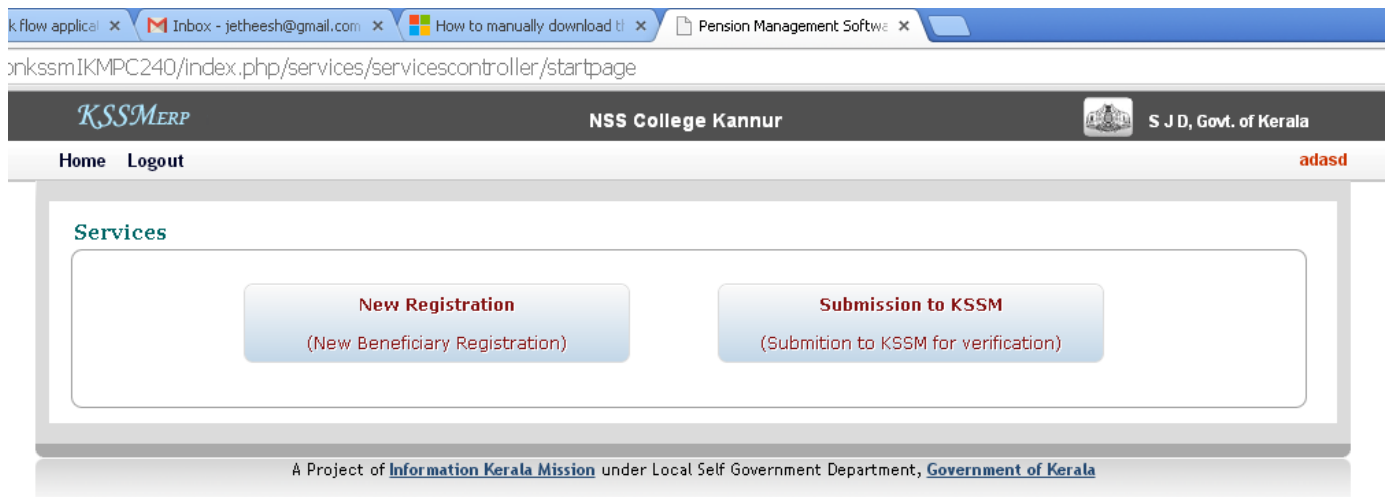 k flow applicat Inbox - jetheesh@gmail.com How to manually download tl Pension Management Softwa
onkssmIKMPC240/index.php/services/servicescontroller/startpage
KSSMERP NSS College Kannur S J D, Govt. of Kerala
Home Logout adasd
Services
New Registration Submission to KSSM
(New Beneficiary Registration) (Submition to KSSM for verification)
A Project of Information Kerala Mission under Local Self Government Department, Government of Kerala